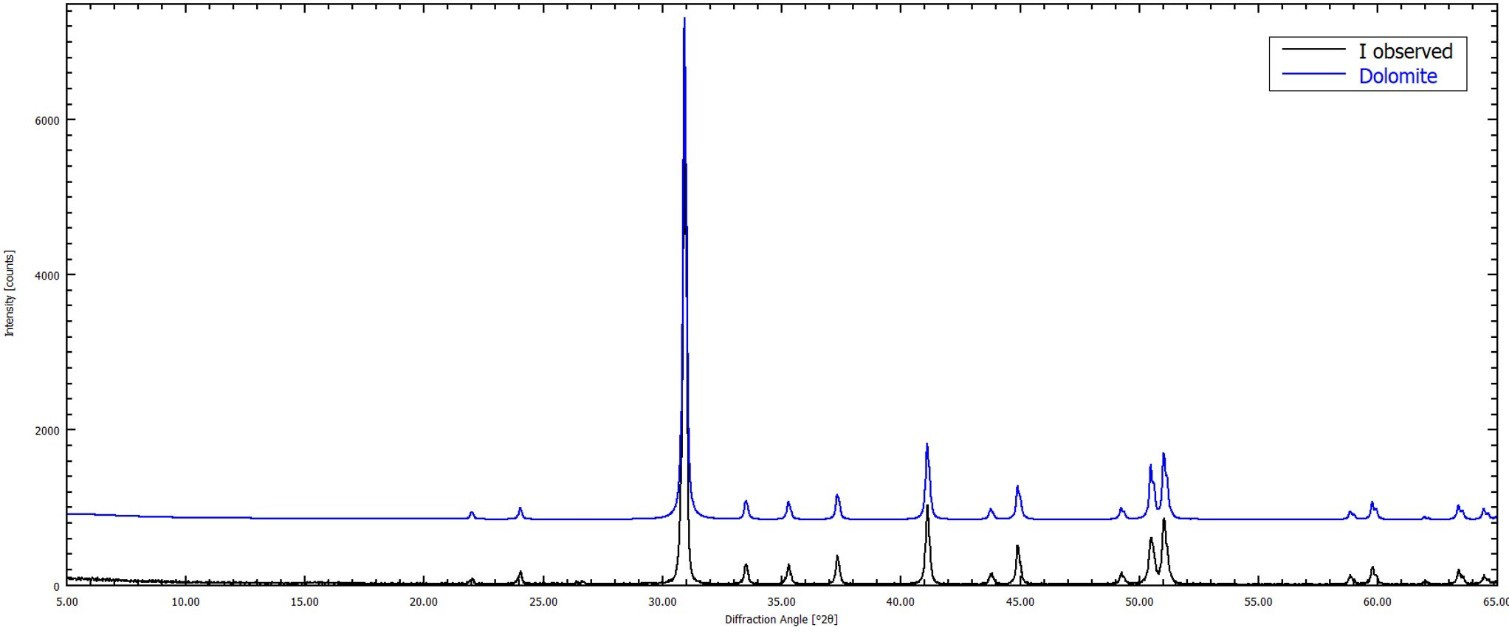 I observed
Dolomite
6000
4000
2000
0
Intensity [counts]
5.00 10.00 15.00 20.00 25.00 30.00 35.00 40.00 45.00 50.00 55.00 60.00 65.00
Diffraction Angle [°2θ]